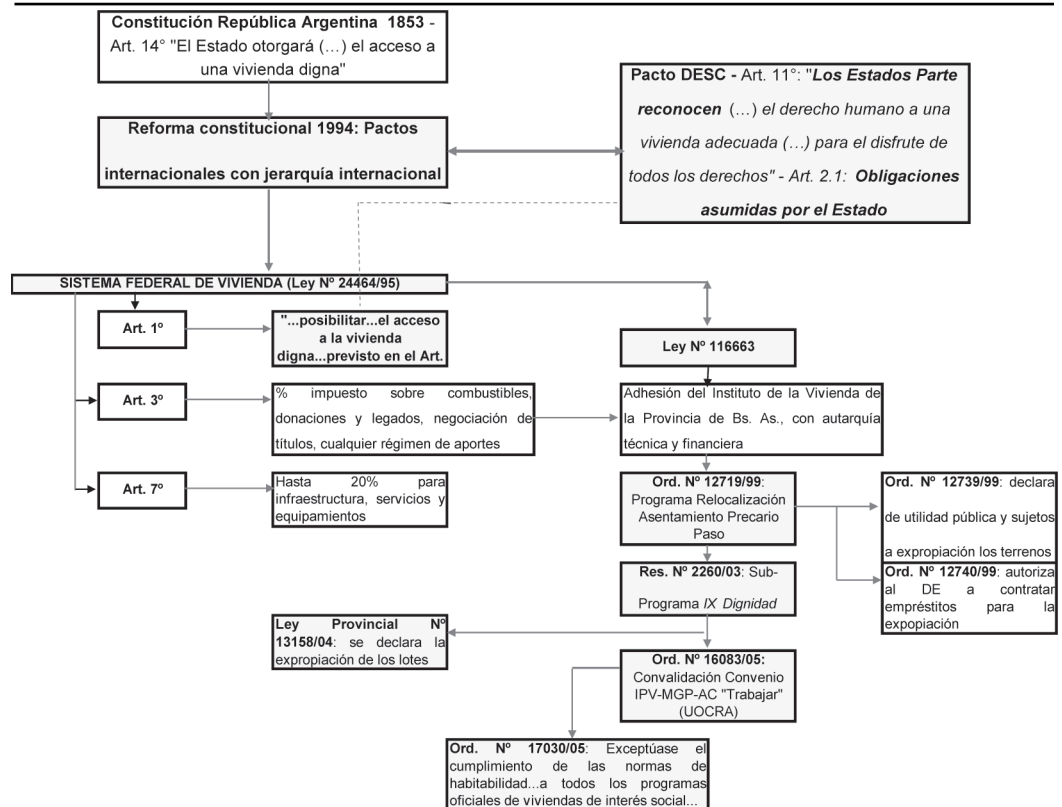 Constitución República Argentina 1853 -
Art. 14° "El Estado otorgará (...) el acceso a
una vivienda digna"
Pacto DESC - Art. 11°: "Los Estados Parte
reconocen (...) el derecho humano a una
vivienda adecuada (...) para el disfrute de
todos los derechos" - Art. 2.1: Obligaciones
asumidas por el Estado
Reforma constitucional 1994: Pactos
internacionales con jerarquía internacional
SISTEMA FEDERAL DE VIVIENDA (Ley Nº 24464/95)
Art. 1º
"...posibilitar...el acceso
a la vivienda
digna...previsto en el Art.
Ley Nº 116663
Art. 3º
% impuesto sobre combustibles,
donaciones y legados, negociación de
títulos, cualquier régimen de aportes
Adhesión del Instituto de la Vivienda de
la Provincia de Bs. As., con autarquía
técnica y financiera
Art. 7º
Hasta 20% para
infraestructura, servicios y
equipamientos
Ord. Nº 12719/99:
Programa Relocalización
Asentamiento Precario
Paso
Ord. Nº 12739/99: declara
de utilidad pública y sujetos
a expropiación los terrenos
Ord. Nº 12740/99: autoriza
al DE a contratar
empréstitos para la
expopiación
Res. Nº 2260/03: Sub-
Programa IX Dignidad
Ley Provincial Nº
13158/04: se declara la
expropiación de los lotes
Ord. Nº 16083/05:
Convalidación Convenio
IPV-MGP-AC "Trabajar"
(UOCRA)
Ord. Nº 17030/05: Exceptúase el
cumplimiento de las normas de
habitabilidad...a todos los programas
oficiales de viviendas de interés social...